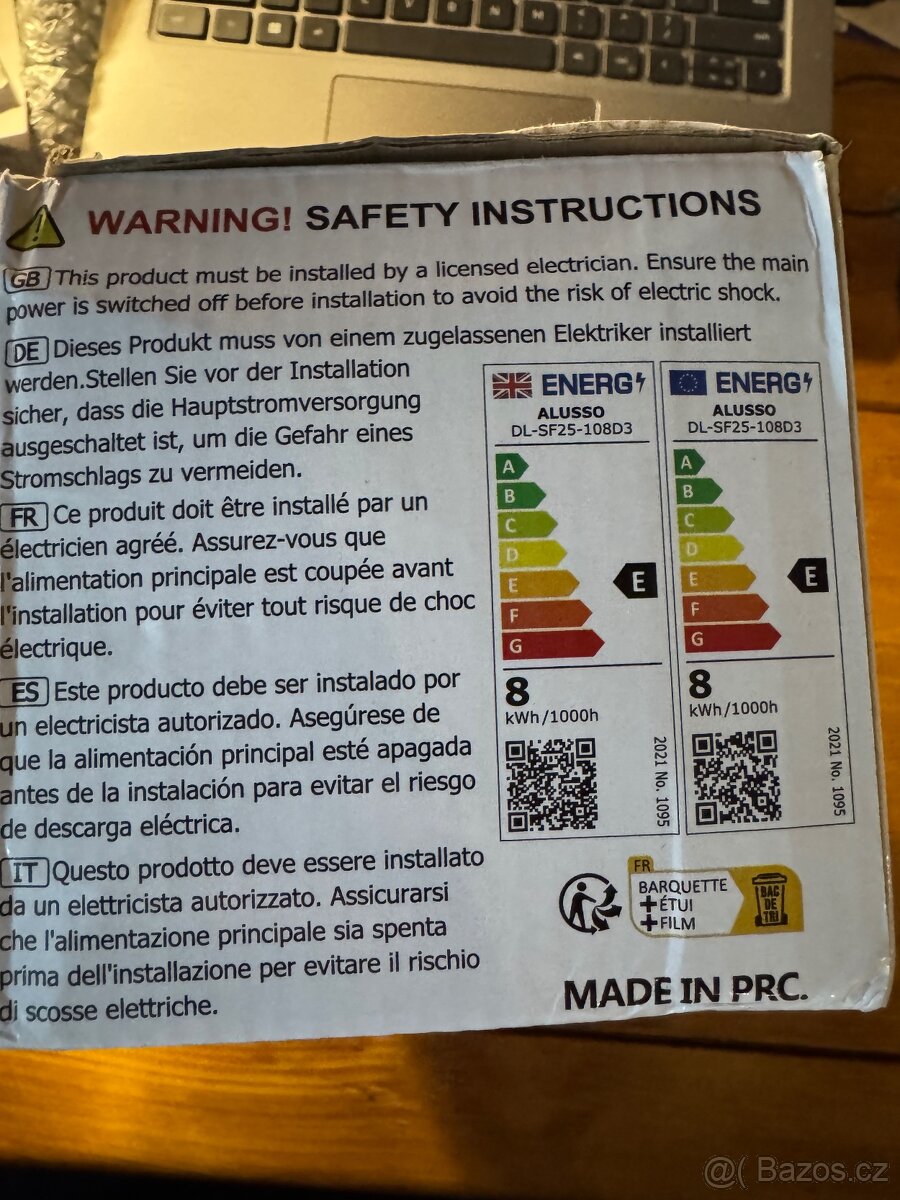 WARNING! SAFETY INSTRUCTIONS
GB This product must be installed by a licensed electrician. Ensure the main
power is switched off before installation to avoid the risk of electric shock.
DE Dieses Produkt muss von einem zugelassenen Elektriker installiert
werden.Stellen Sie vor der Installation
sicher, dass die Hauptstromversorgung
ausgeschaltet ist, um die Gefahr eines
Stromschlags zu vermeiden.
FR Ce produit doit être installé par un
électricien agréé. Assurez-vous que
l'alimentation principale est coupée avant
l'installation pour éviter tout risque de choc
électrique.
ES Este producto debe ser instalado por
un electricista autorizado. Asegúrese de
que la alimentación principal esté apagada
antes de la instalación para evitar el riesgo
de descarga eléctrica.
IT Questo prodotto deve essere installato
da un elettricista autorizzato. Assicurarsi
che l'alimentazione principale sia spenta
prima dell'installazione per evitare il rischio
di scosse elettriche.
ENERG
ALUSSO
DL-SF25-108D3
A
B
C
D
E
F
G
E
8
kWh/1000h
2021 No. 1095
ENERG
ALUSSO
DL-SF25-108D3
A
B
C
D
E
F
G
E
8
kWh/1000h
2021 No. 1095
FR
BARQUETTE
+ÉTUI
+FILM
BAC
DE
TRI
MADE IN PRC.
@( Bazos.cz